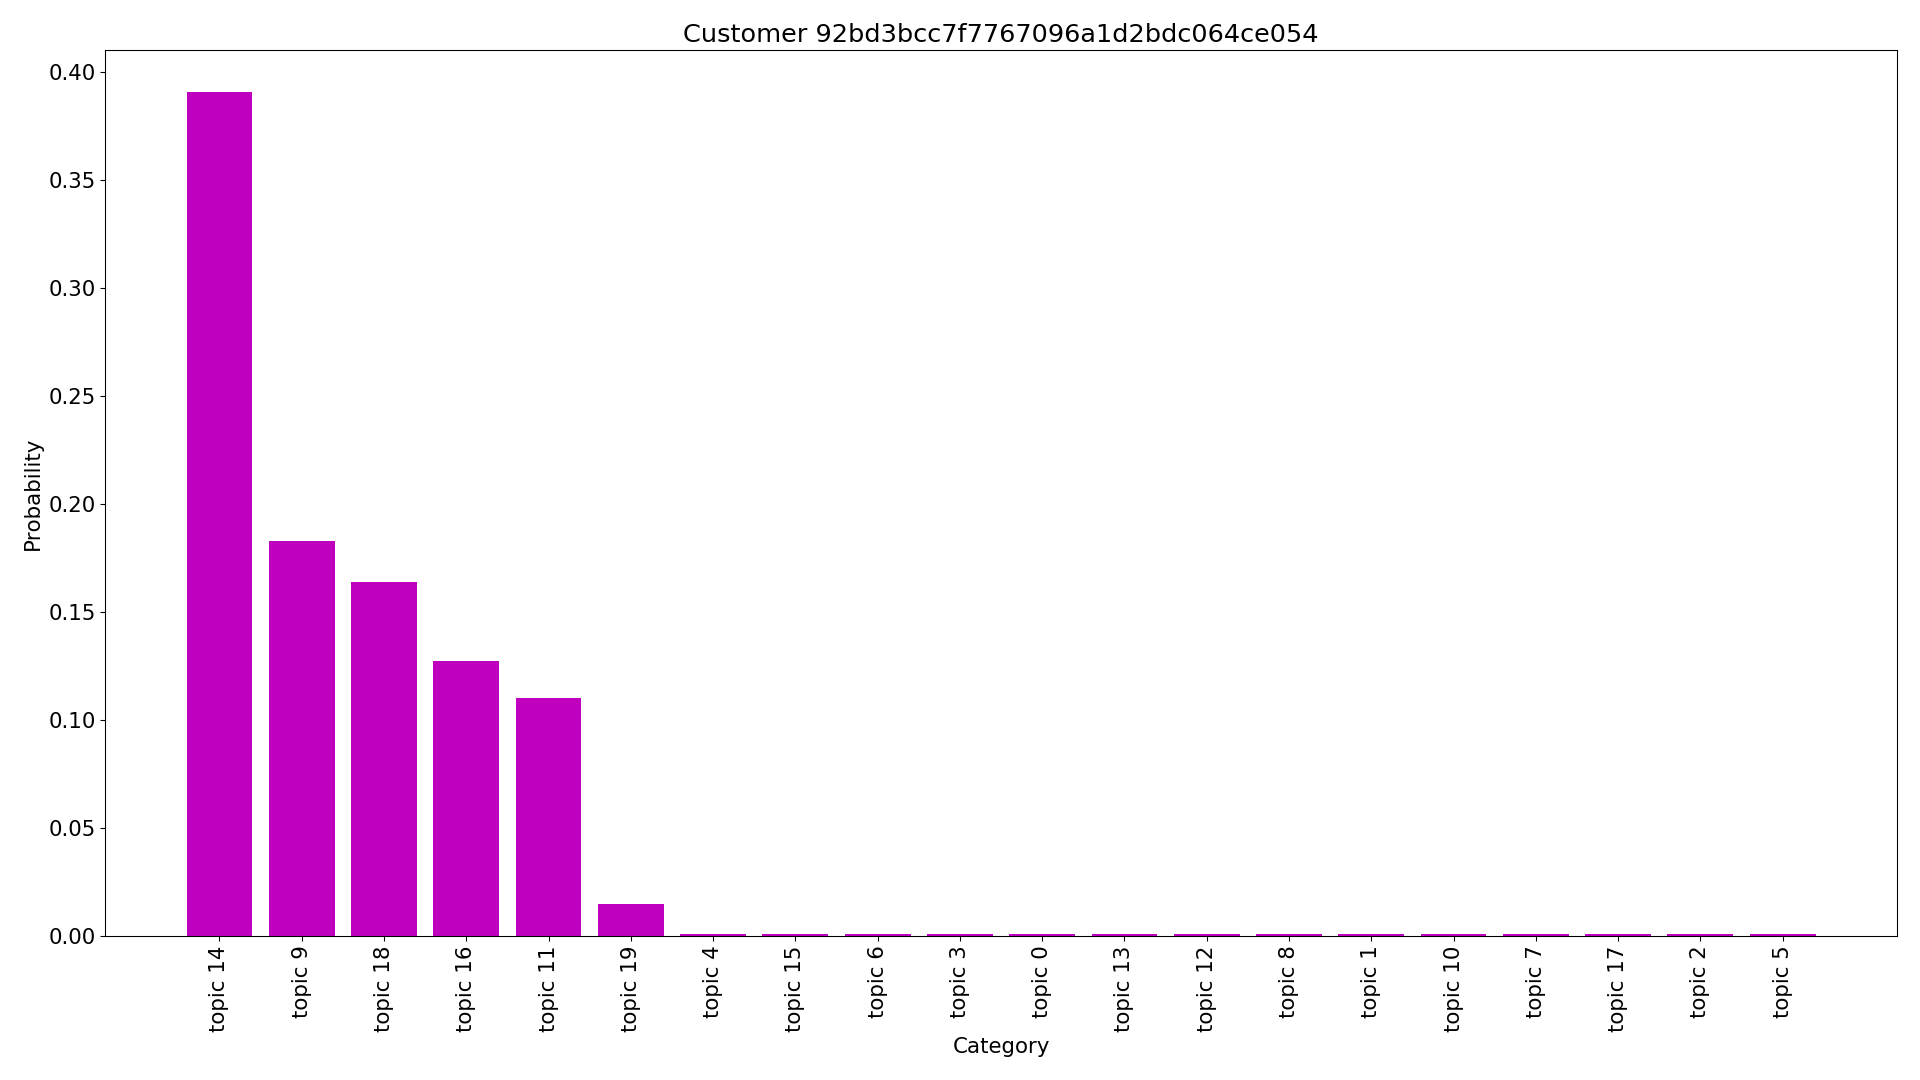 Customer 92bd3bcc7f7767096a1d2bdc064ce054
0.40
0.35
0.30
0.25
0.20
0.15
0.10
0.05
0.00
Probability
topic 14
topic 9
topic 18
topic 16
topic 11
topic 19
topic 4
topic 15
topic 6
topic 3
topic 0
topic 13
topic 12
topic 8
topic 1
topic 10
topic 7
topic 17
topic 2
topic 5
Category